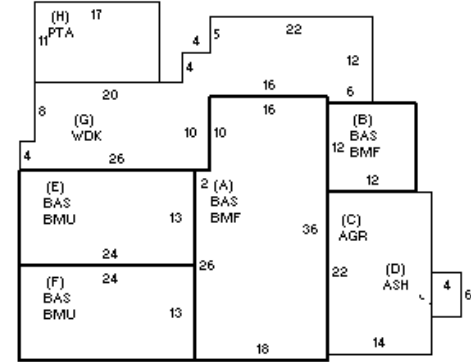 17
(H)
PTA
11
4
5
22
4
12
20
16
6
8
(G)
WDK
10
10
16
(B)
BAS
BMF
12
4
26
12
(E)
BAS
BMU
13
2
(A)
BAS
BMF
36
(C)
AGR
24
26
22
(D)
ASH
4
6
24
(F)
BAS
BMU
13
18
14